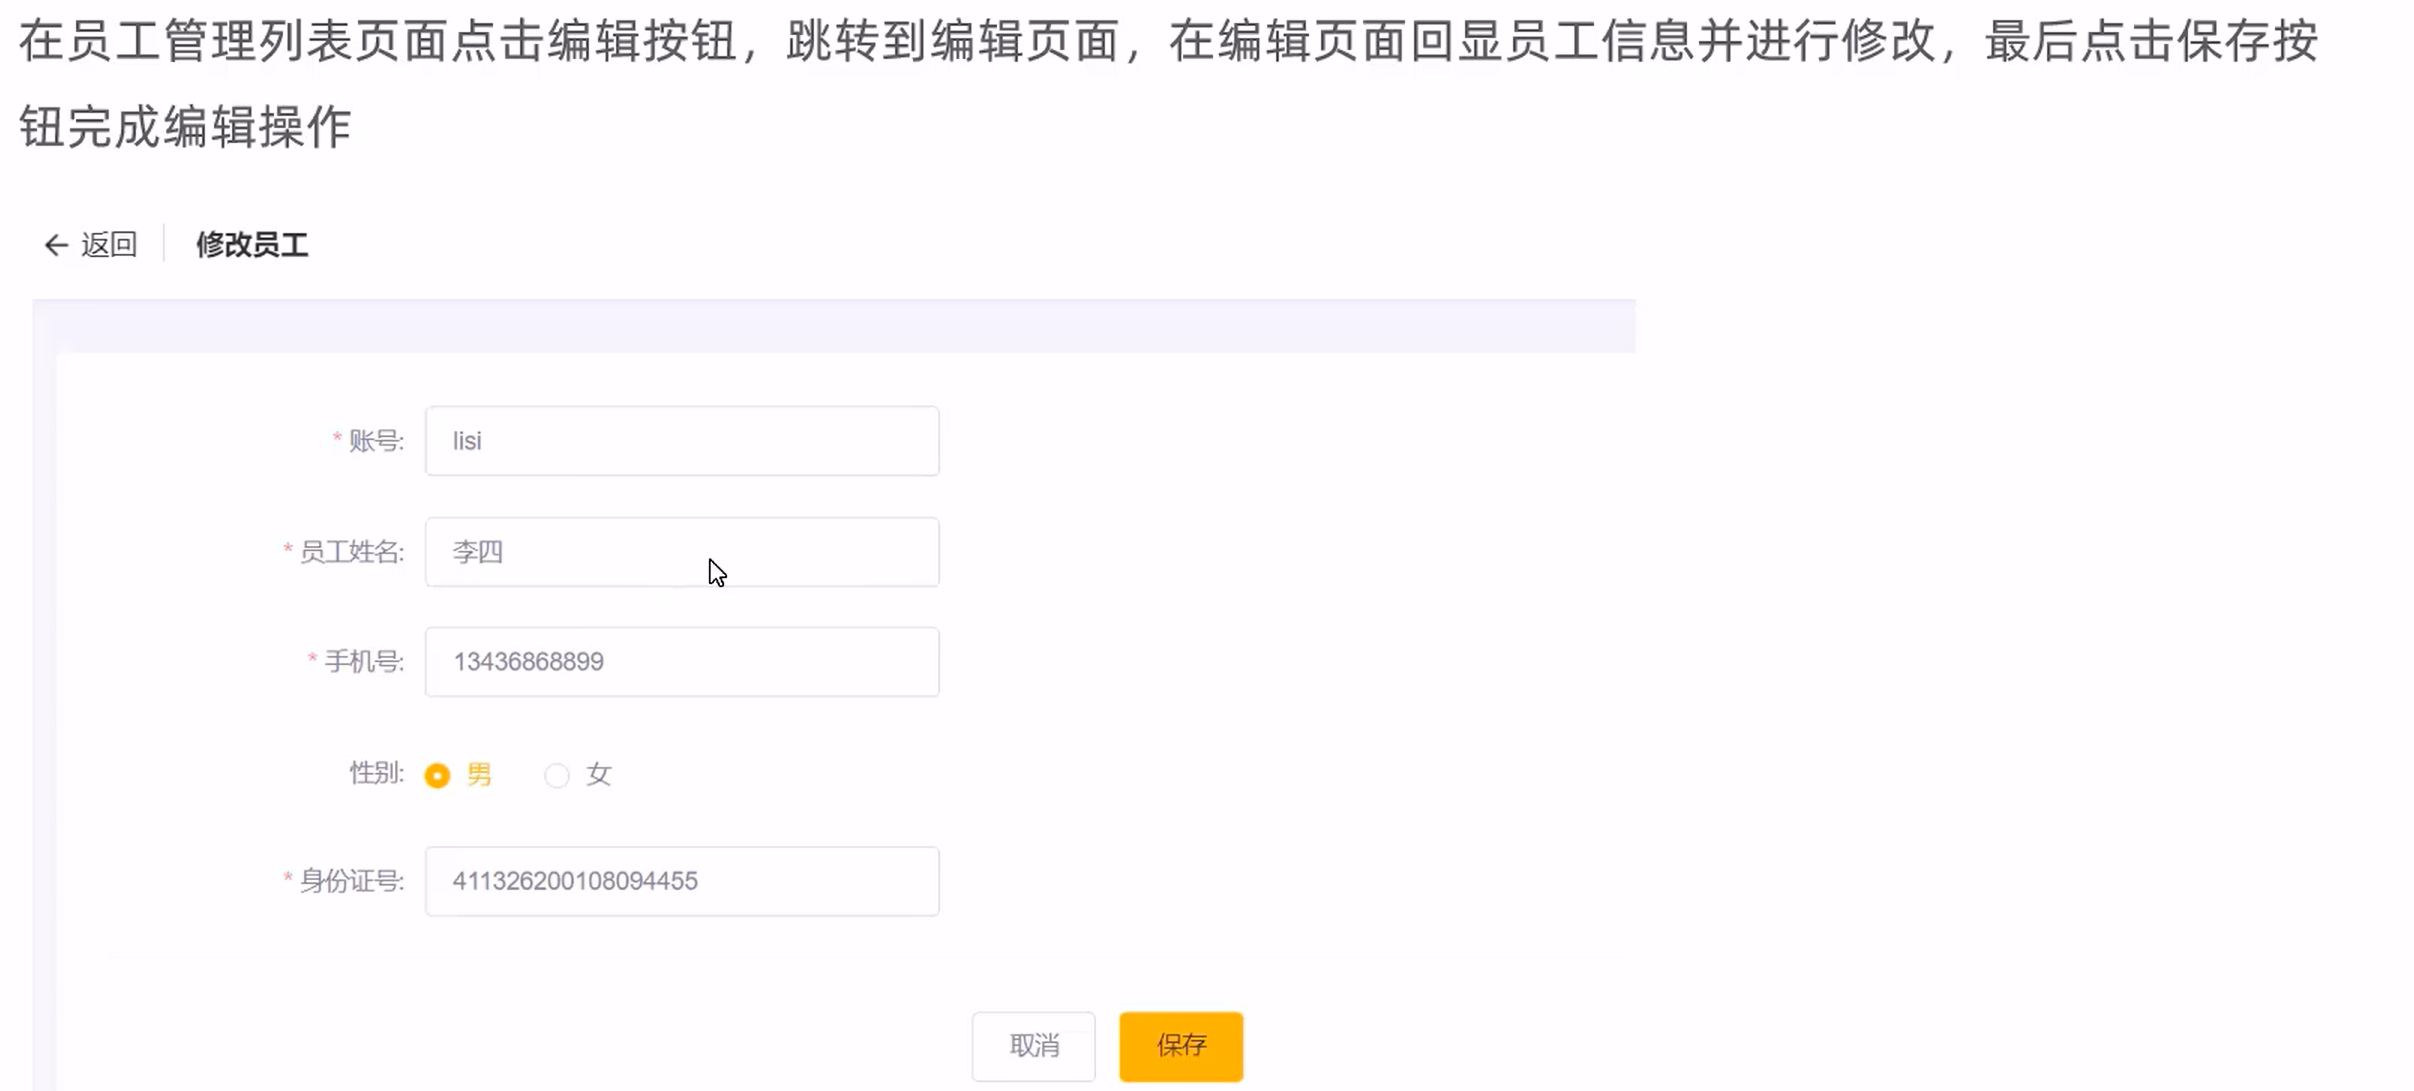 在员工管理列表页面点击编辑按钮，跳转到编辑页面，在编辑页面回显员工信息并进行修改，最后点击保存按
钮完成编辑操作
← 返回 修改员工
* 账号: lisi
* 员工姓名: 李四
* 手机号: 13436868899
性别: 男 女
* 身份证号: 411326200108094455
取消 保存